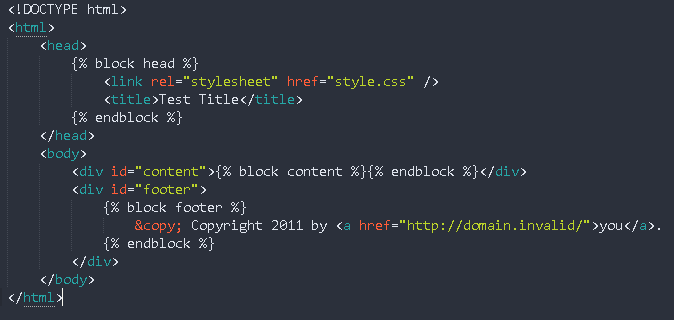 <!DOCTYPE html>
<html>
    <head>
        {% block head %}
            <link rel="stylesheet" href="style.css" />
            <title>Test Title</title>
        {% endblock %}
    </head>
    <body>
        <div id="content">{% block content %}{% endblock %}</div>
        <div id="footer">
            {% block footer %}
                &copy; Copyright 2011 by <a href="http://domain.invalid/">you</a>.
            {% endblock %}
        </div>
    </body>
</html>